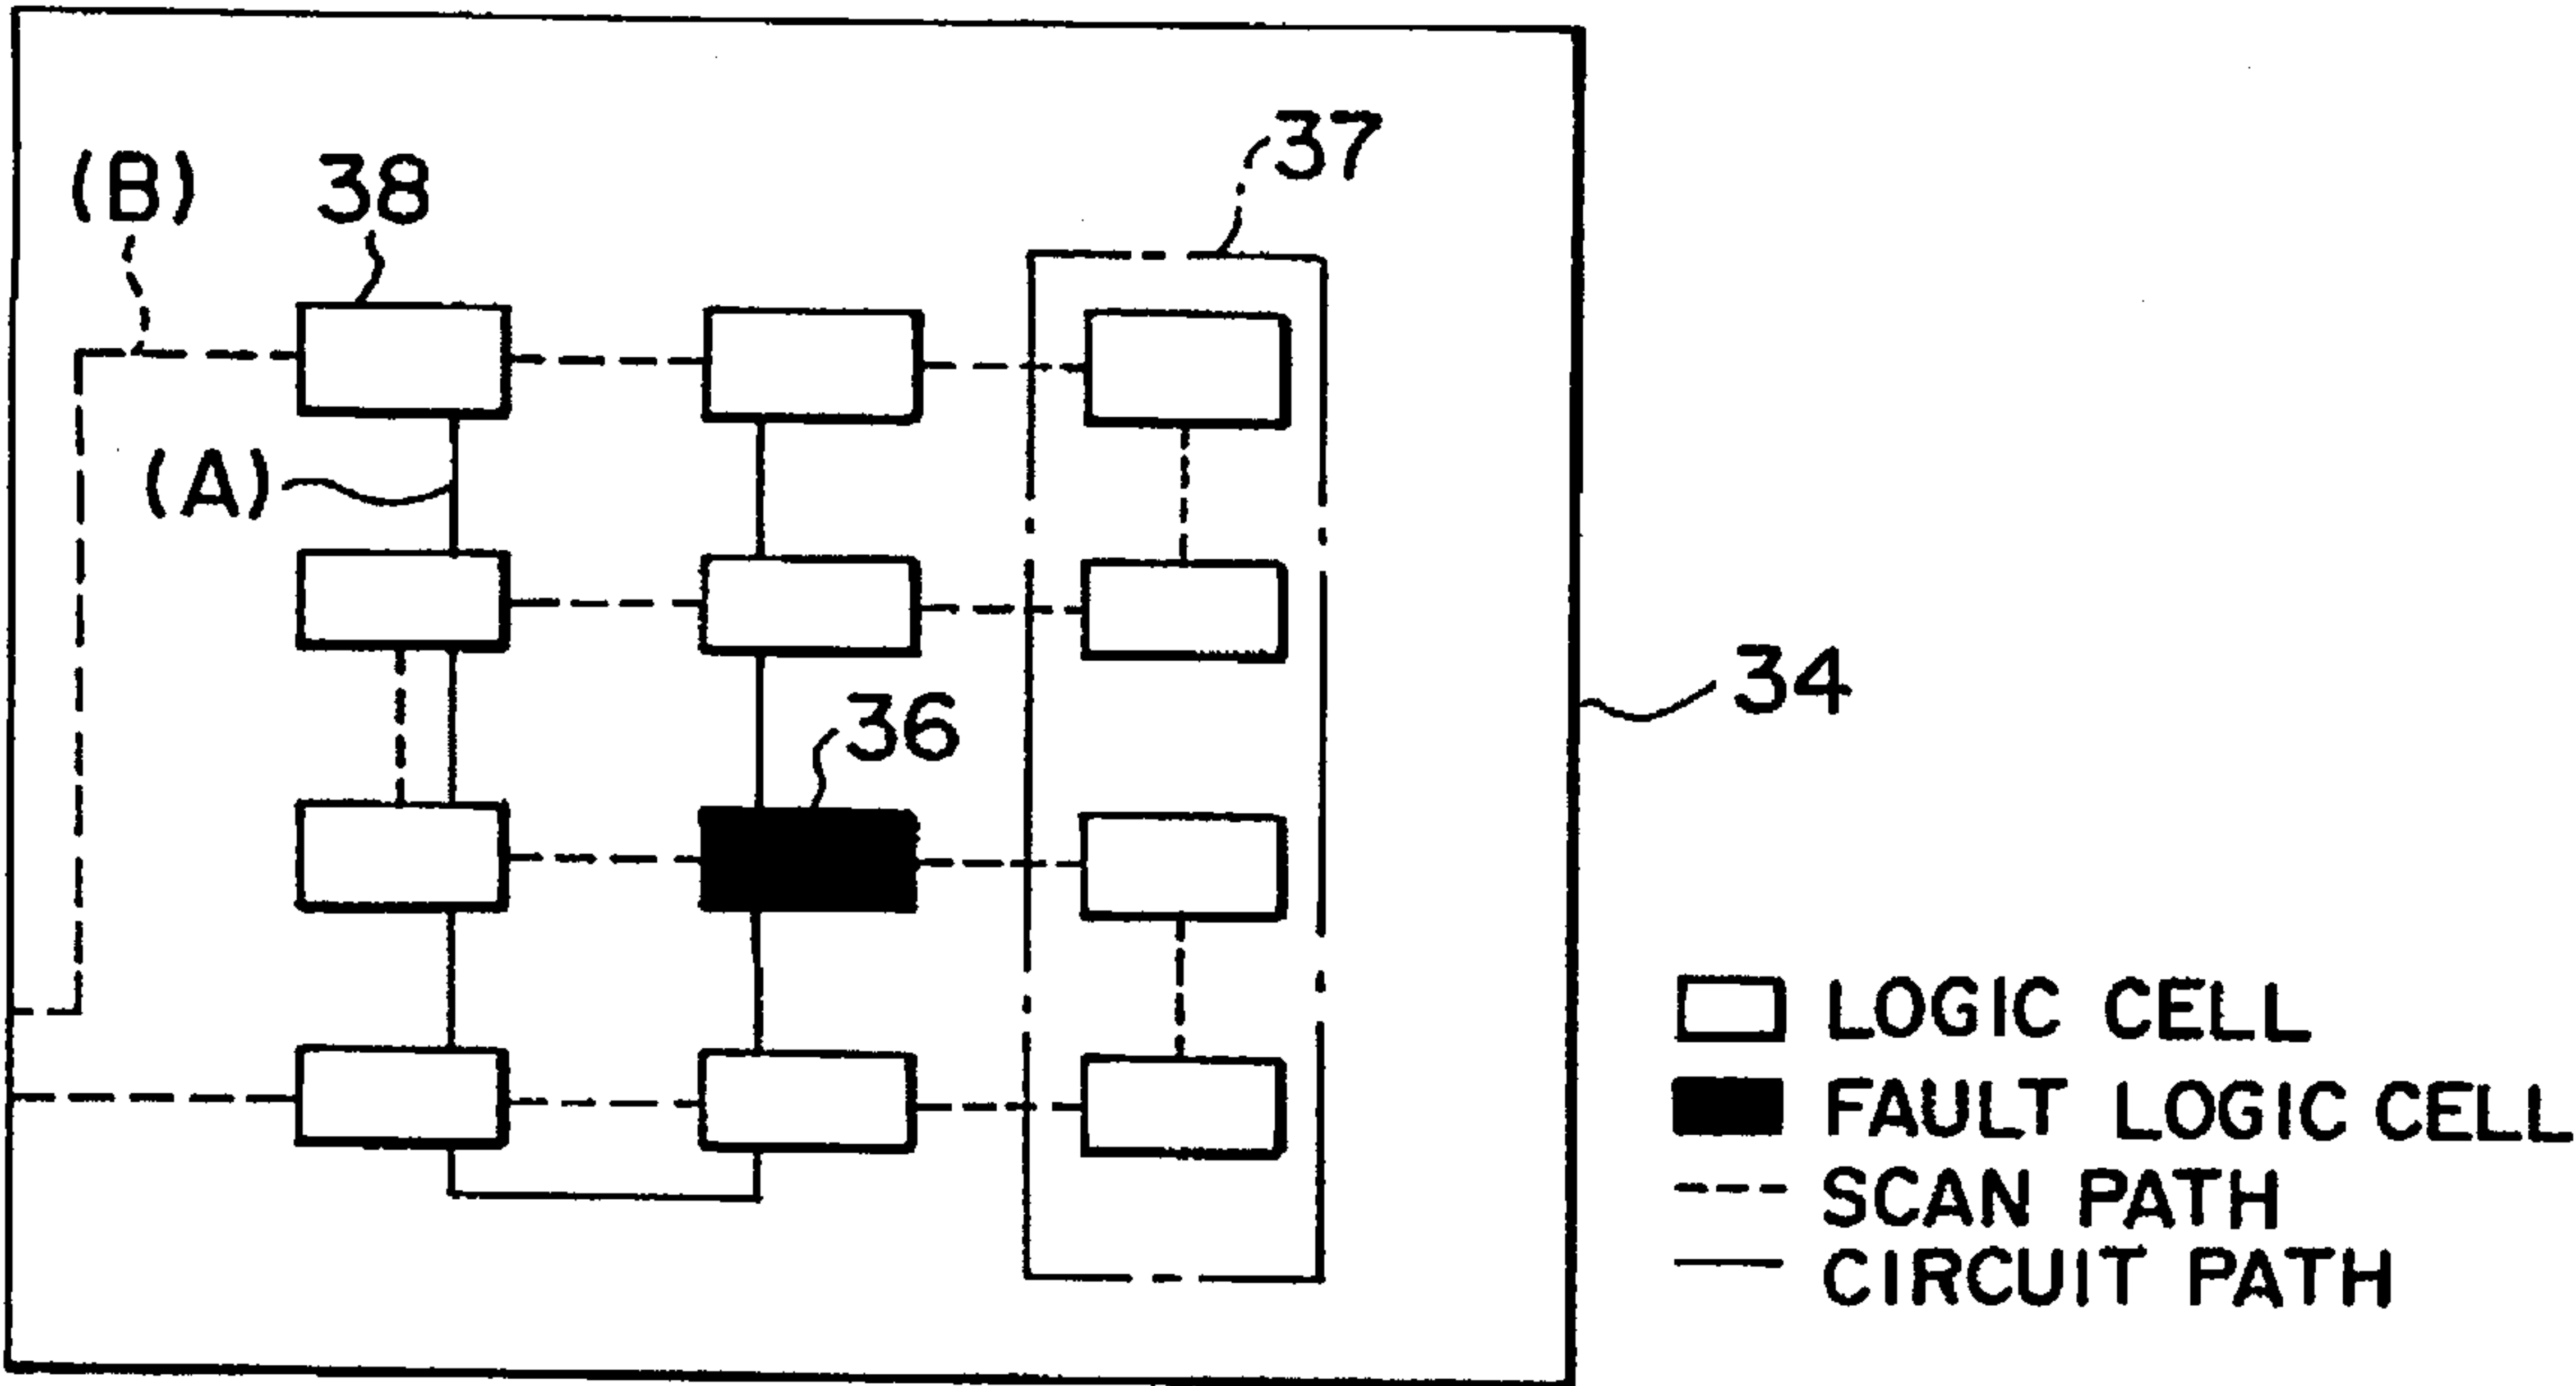 37
(B)
38
(A)
34
36
LOGIC CELL
FAULT LOGIC CELL
SCAN PATH
CIRCUIT PATH